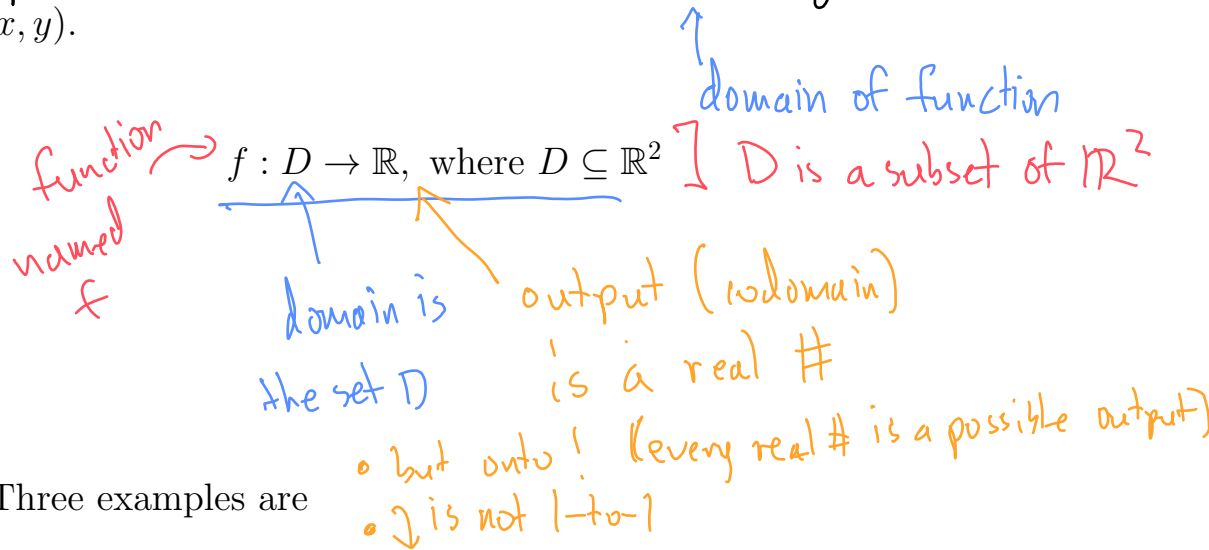 x, y).
domain of function
function
named
f
f : D → ℝ, where D ⊆ ℝ²
] D is a subset of ℝ²
domain is
the set D
output (codomain)
is a real #
• but onto! (every real # is a possible output)
• is not 1-to-1
Three examples are